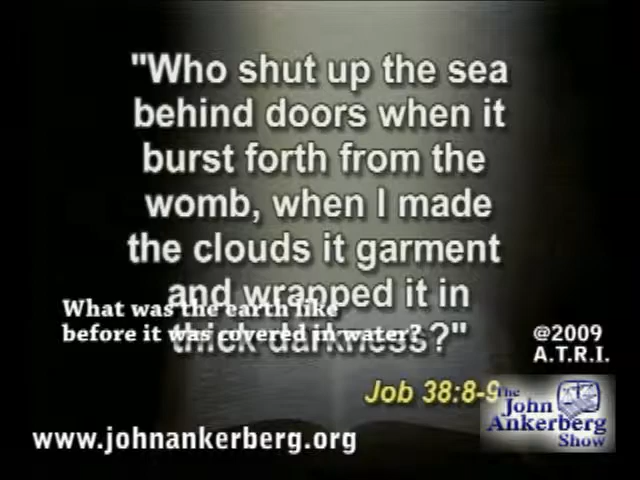 "Who shut up the sea
behind doors when it
burst forth from the
womb, when I made
the clouds it garment
and wrapped it in
thick darkness?"
What was the earth like
before it was covered in water?
Job 38:8-9
@2009
A.T.R.I.
The
John
Ankerberg
Show
www.johnankerberg.org